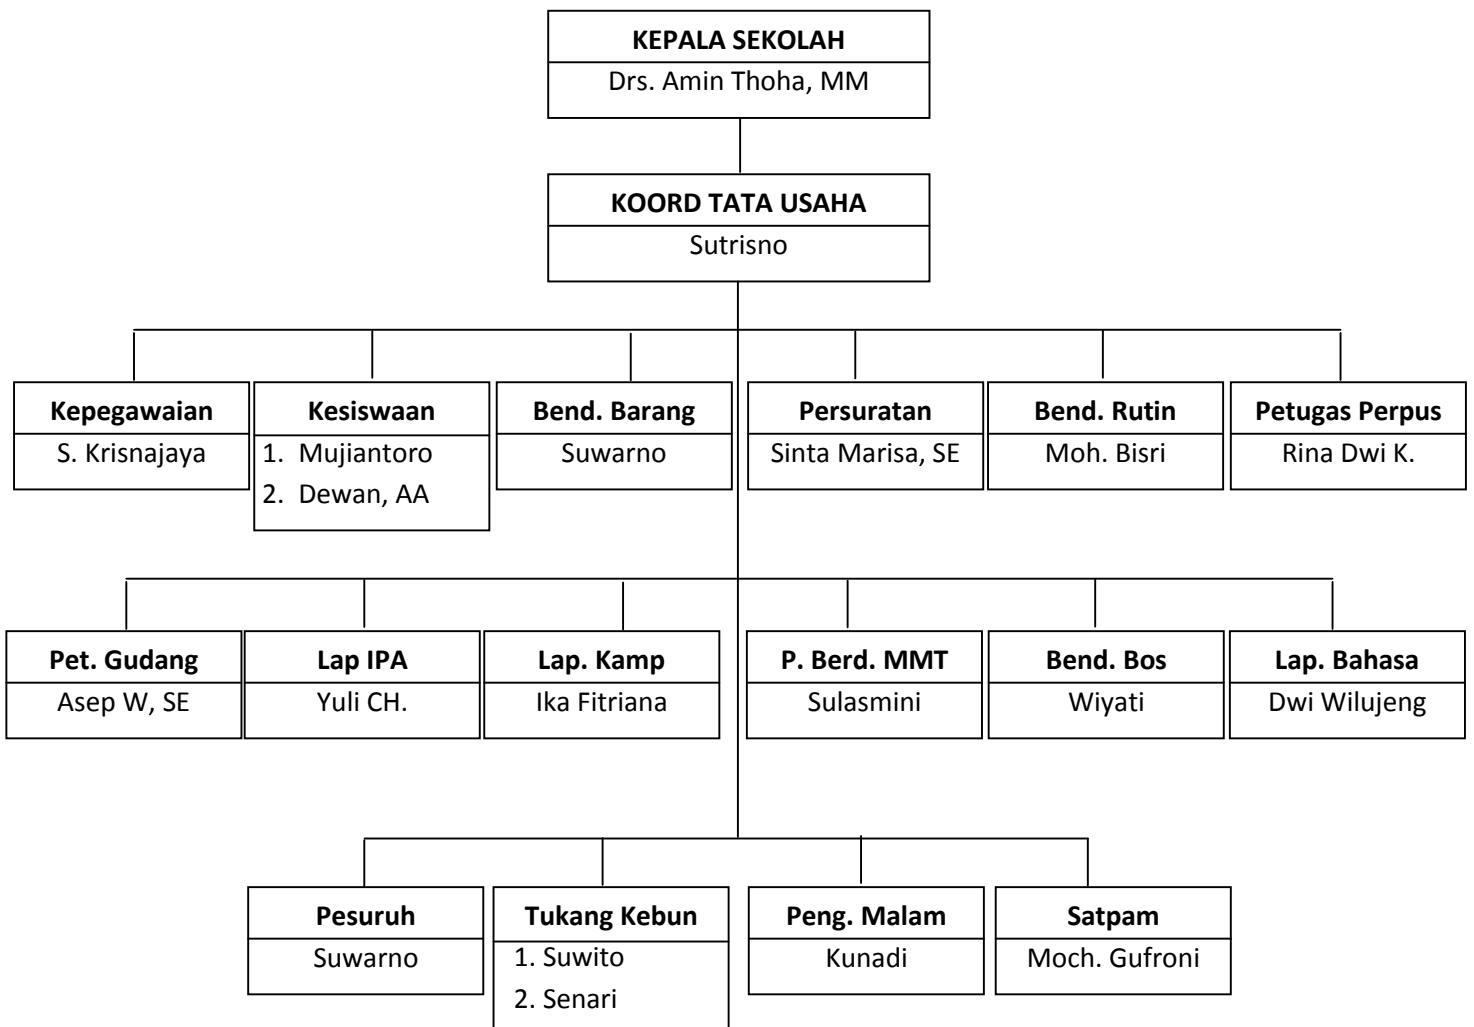 KEPALA SEKOLAH
Drs. Amin Thoha, MM
KOORD TATA USAHA
Sutrisno
Kepegawaian
S. Krisnajaya
Kesiswaan
1. Mujiantoro
2. Dewan, AA
Bend. Barang
Suwarno
Persuratan
Sinta Marisa, SE
Bend. Rutin
Moh. Bisri
Petugas Perpus
Rina Dwi K.
Pet. Gudang
Asep W, SE
Lap IPA
Yuli CH.
Lap. Kamp
Ika Fitriana
P. Berd. MMT
Sulasmini
Bend. Bos
Wiyati
Lap. Bahasa
Dwi Wilujeng
Pesuruh
Suwarno
Tukang Kebun
1. Suwito
2. Senari
Peng. Malam
Kunadi
Satpam
Moch. Gufroni